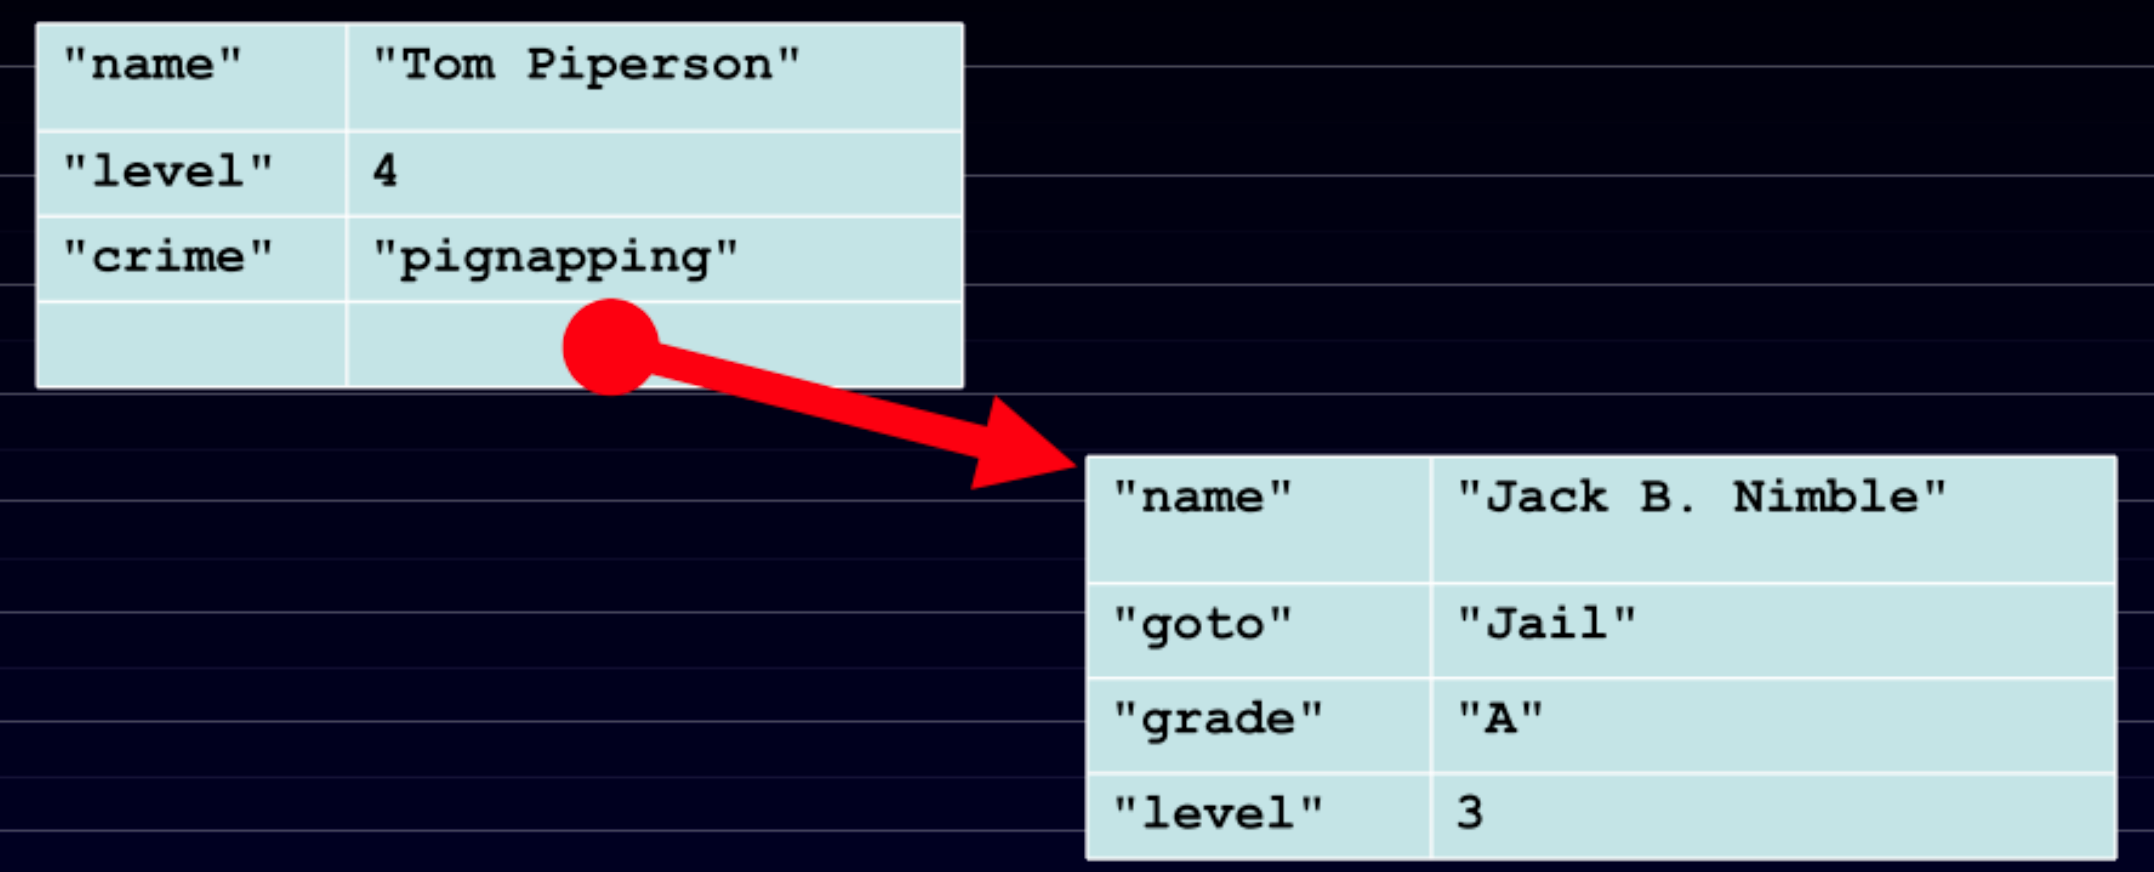 "name" "Tom Piperson"
"level" 4
"crime" "pignapping"
"name" "Jack B. Nimble"
"goto" "Jail"
"grade" "A"
"level" 3